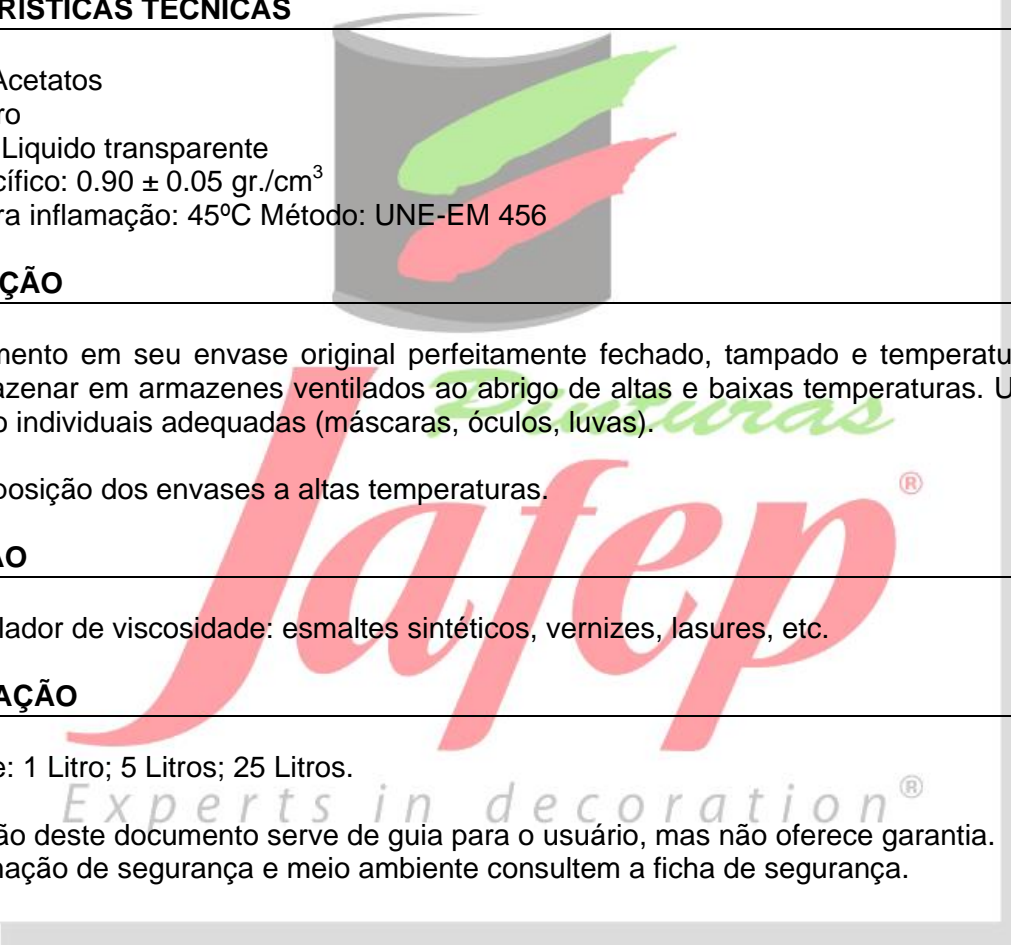 RÍSTICAS TÉCNICAS
Acetatos
ro
Liquido transparente
cífico: 0.90 ± 0.05 gr./cm³
ra inflamação: 45ºC Método: UNE-EM 456
ÇÃO
mento em seu envase original perfeitamente fechado, tampado e temperatu
azenar em armazenes ventilados ao abrigo de altas e baixas temperaturas. U
o individuais adequadas (máscaras, óculos, luvas).
Pinturas
posição dos envases a altas temperaturas.
Jafep®
ÃO
lador de viscosidade: esmaltes sintéticos, vernizes, lasures, etc.
AÇÃO
e: 1 Litro; 5 Litros; 25 Litros.
Experts in decoration®
ão deste documento serve de guia para o usuário, mas não oferece garantia.
mação de segurança e meio ambiente consultem a ficha de segurança.